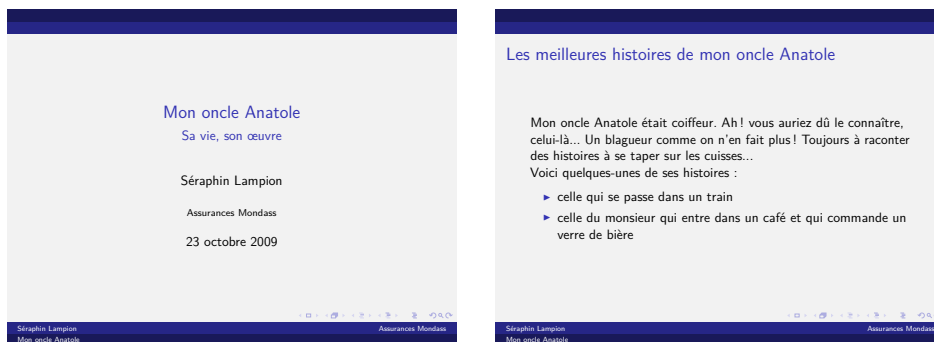 Mon oncle Anatole
Sa vie, son œuvre
Séraphin Lampion
Assurances Mondass
23 octobre 2009
Séraphin Lampion
Assurances Mondass
Mon oncle Anatole
Les meilleures histoires de mon oncle Anatole
Mon oncle Anatole était coiffeur. Ah ! vous auriez dû le connaître,
celui-là... Un blagueur comme on n'en fait plus ! Toujours à raconter
des histoires à se taper sur les cuisses...
Voici quelques-unes de ses histoires :
celle qui se passe dans un train
celle du monsieur qui entre dans un café et qui commande un
verre de bière
Séraphin Lampion
Assurances Mondass
Mon oncle Anatole